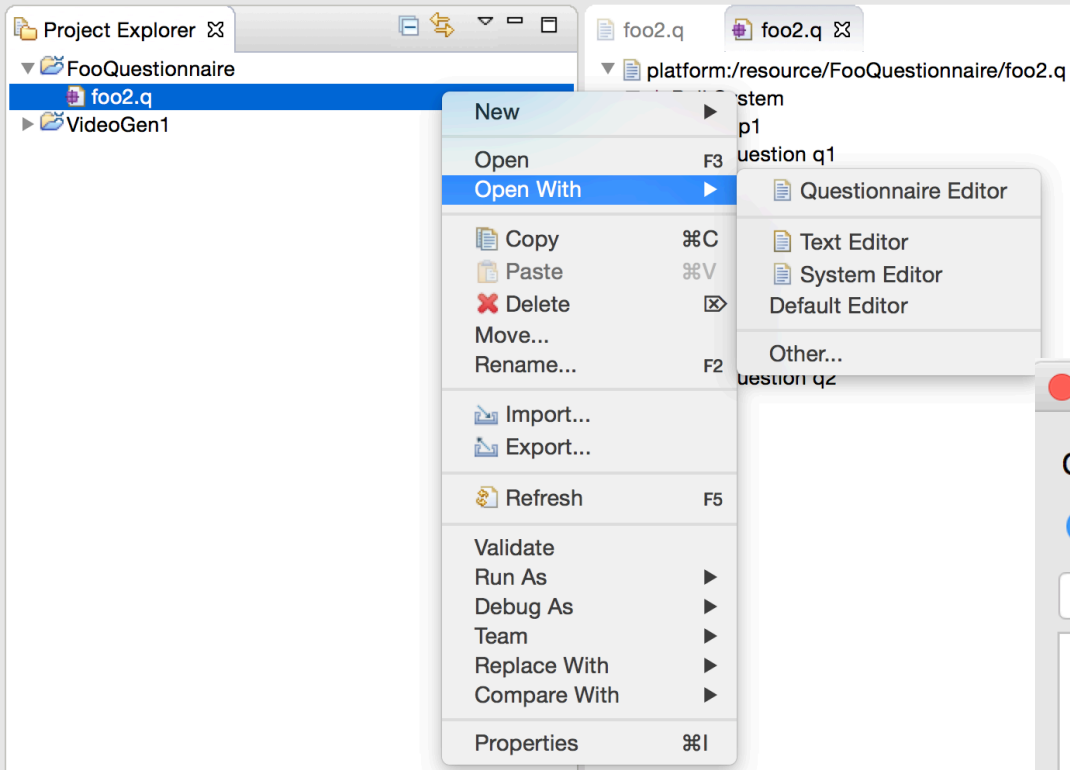 Project Explorer
FooQuestionnaire
foo2.q
VideoGen1
foo2.q
foo2.q
platform:/resource/FooQuestionnaire/foo2.q
stem
p1
uestion q1
uestion q2
New
Open F3
Open With
Copy ⌘C
Paste ⌘V
Delete ⌦
Move...
Rename... F2
Import...
Export...
Refresh F5
Validate
Run As
Debug As
Team
Replace With
Compare With
Properties ⌘I
Questionnaire Editor
Text Editor
System Editor
Default Editor
Other...